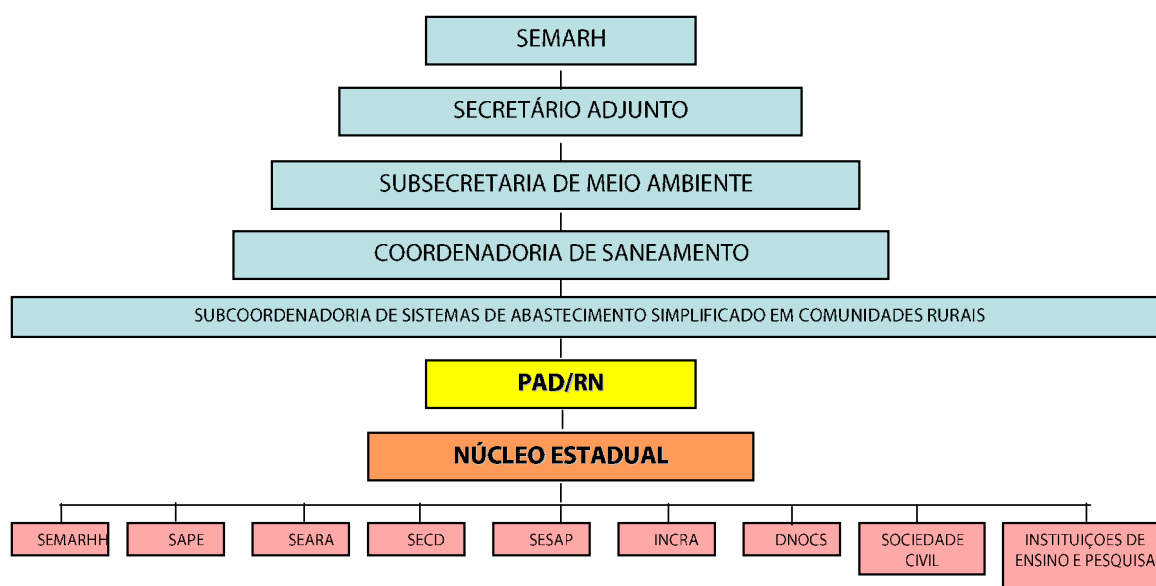 SEMARH
SECRETÁRIO ADJUNTO
SUBSECRETARIA DE MEIO AMBIENTE
COORDENADORIA DE SANEAMENTO
SUBCOORDENADORIA DE SISTEMAS DE ABASTECIMENTO SIMPLIFICADO EM COMUNIDADES RURAIS
PAD/RN
NÚCLEO ESTADUAL
SEMARHH
SAPE
SEARA
SECD
SESAP
INCRA
DNOCS
SOCIEDADE
CIVIL
INSTITUIÇOES DE
ENSINO E PESQUISA